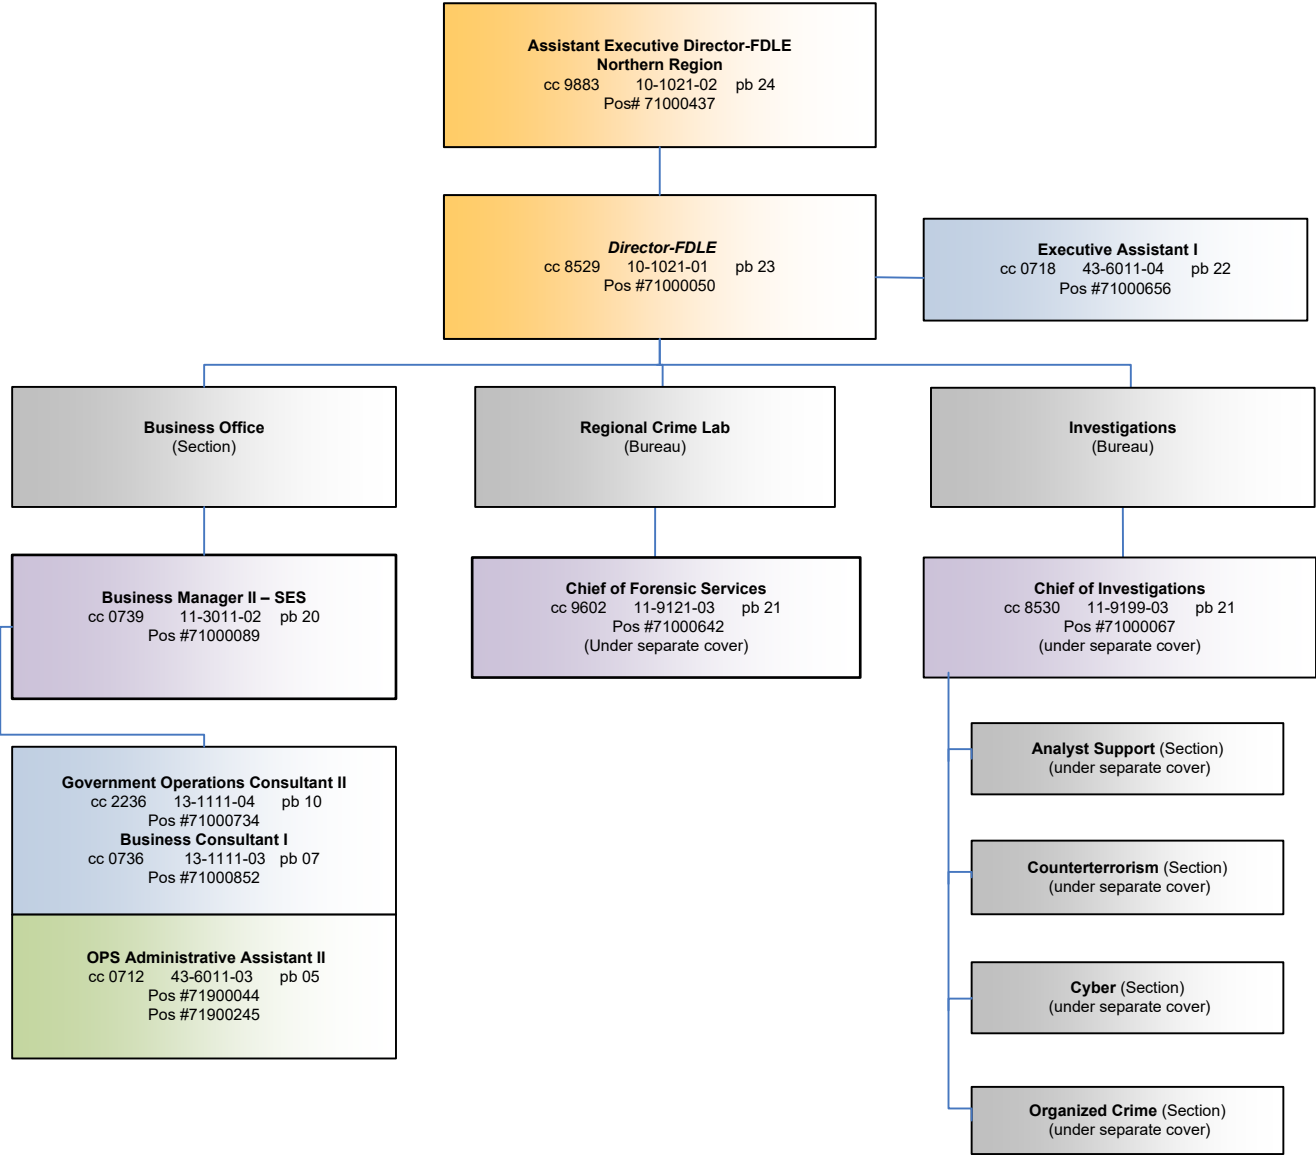 Assistant Executive Director-FDLE
Northern Region
cc 9883 10-1021-02 pb 24
Pos# 71000437
Director-FDLE
cc 8529 10-1021-01 pb 23
Pos #71000050
Executive Assistant I
cc 0718 43-6011-04 pb 22
Pos #71000656
Business Office
(Section)
Regional Crime Lab
(Bureau)
Investigations
(Bureau)
Business Manager II – SES
cc 0739 11-3011-02 pb 20
Pos #71000089
Chief of Forensic Services
cc 9602 11-9121-03 pb 21
Pos #71000642
(Under separate cover)
Chief of Investigations
cc 8530 11-9199-03 pb 21
Pos #71000067
(under separate cover)
Government Operations Consultant II
cc 2236 13-1111-04 pb 10
Pos #71000734
Business Consultant I
cc 0736 13-1111-03 pb 07
Pos #71000852
OPS Administrative Assistant II
cc 0712 43-6011-03 pb 05
Pos #71900044
Pos #71900245
Analyst Support (Section)
(under separate cover)
Counterterrorism (Section)
(under separate cover)
Cyber (Section)
(under separate cover)
Organized Crime (Section)
(under separate cover)